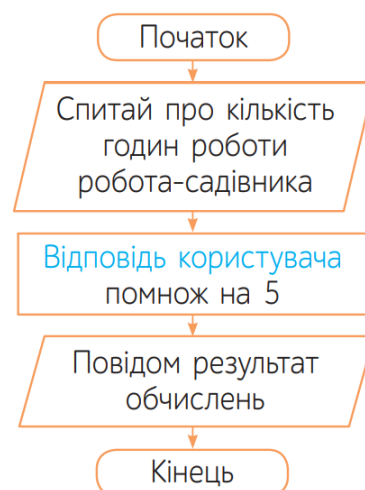 Початок
Спитай про кількість
годин роботи
робота-садівника
Відповідь користувача
помнож на 5
Повідом результат
обчислень
Кінець